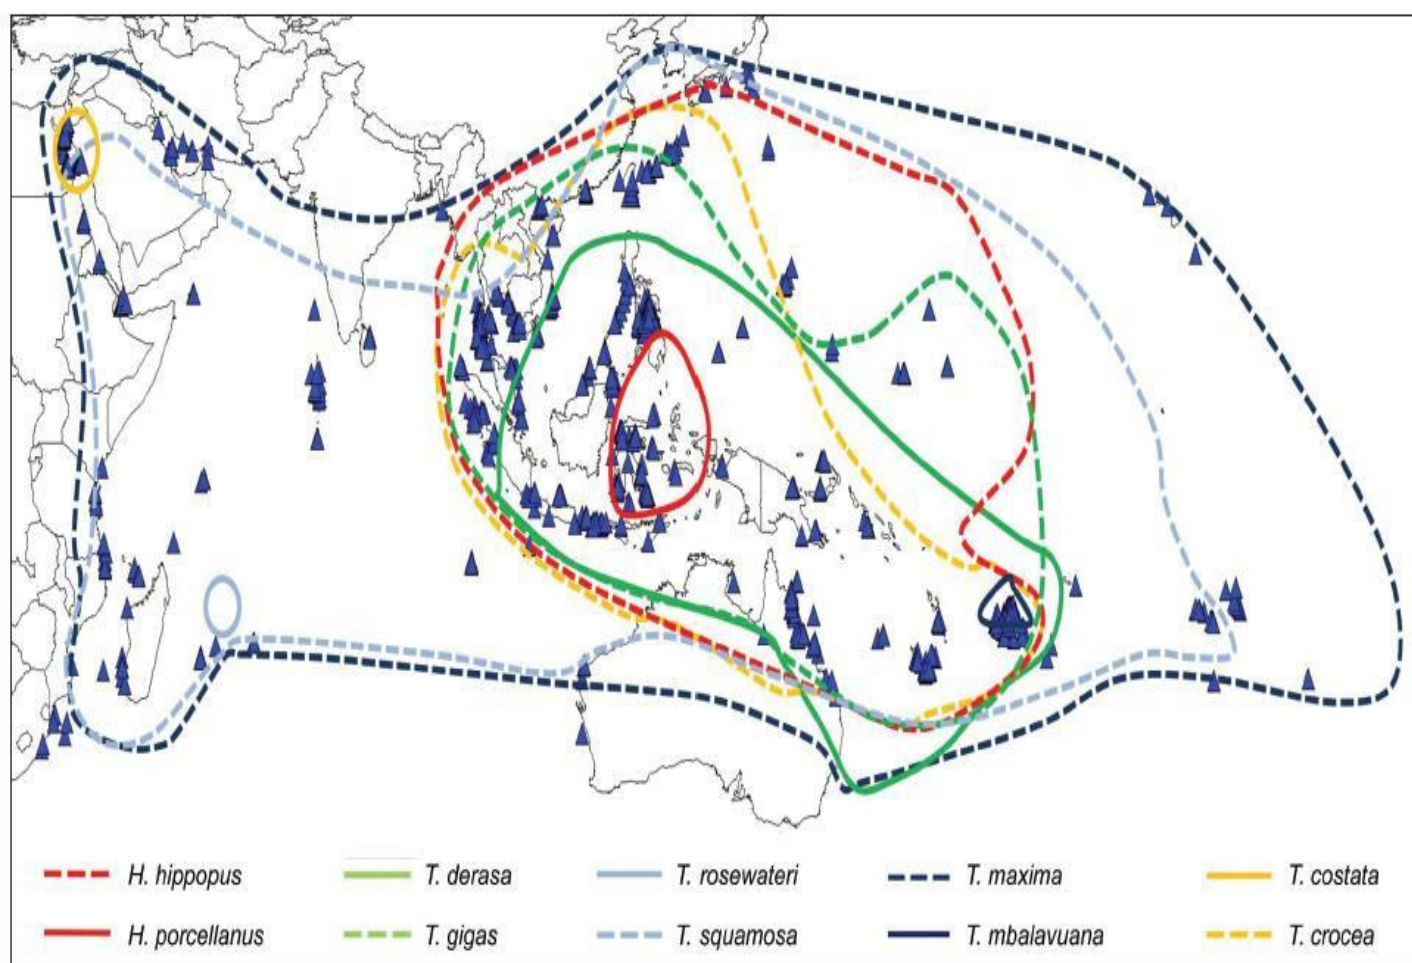 H. hippopus T. derasa T. rosewateri T. maxima T. costata
H. porcellanus T. gigas T. squamosa T. mbalavuana T. crocea